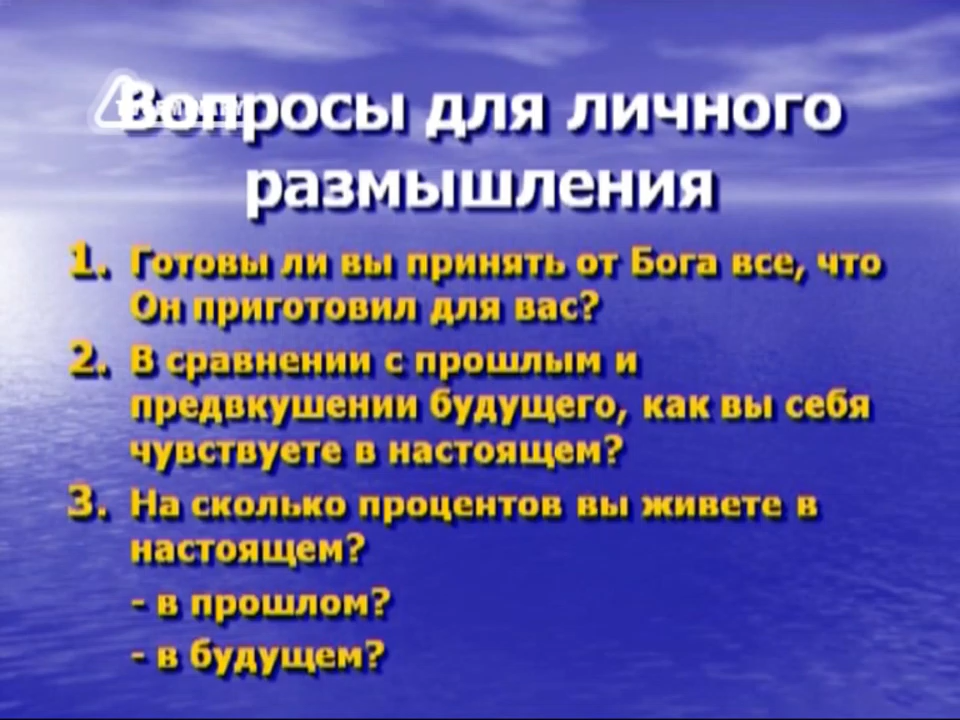 Вопросы для личного
размышления
1. Готовы ли вы принять от Бога все, что
Он приготовил для вас?
2. В сравнении с прошлым и
предвкушении будущего, как вы себя
чувствуете в настоящем?
3. На сколько процентов вы живете в
настоящем?
- в прошлом?
- в будущем?